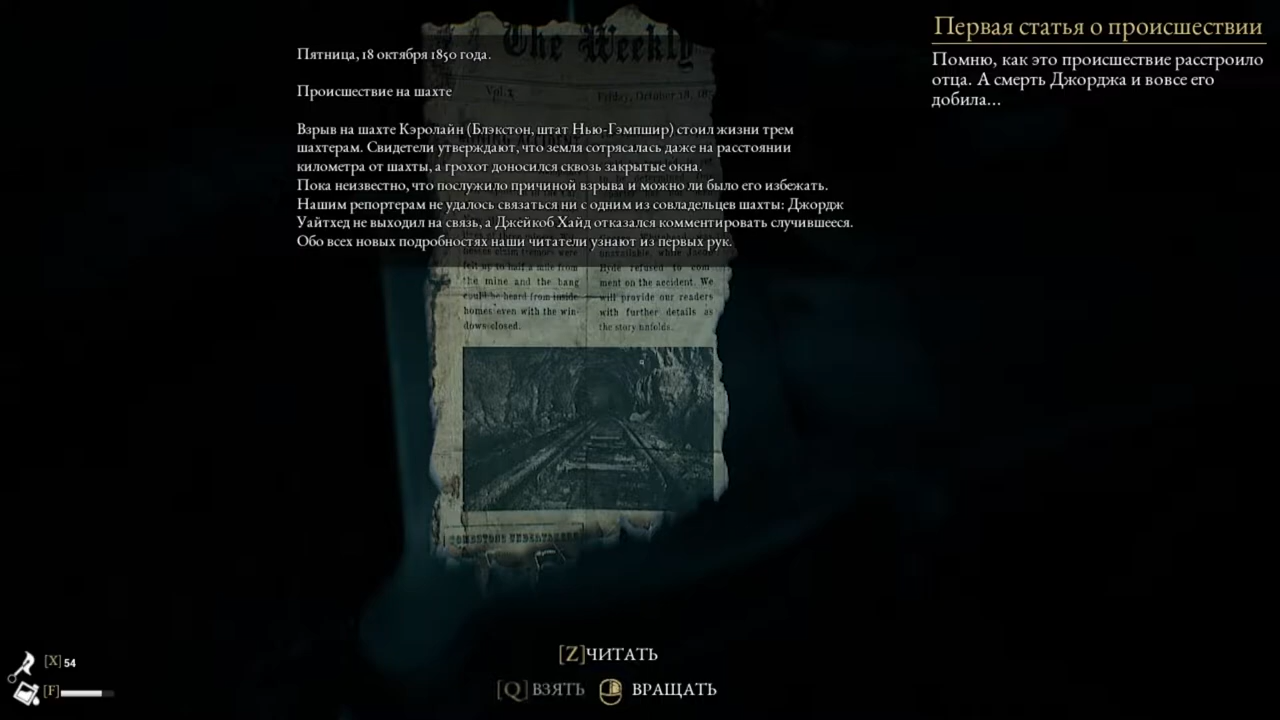 The Weekly
Первая статья о происшествии
Помню, как это происшествие расстроило
отца. А смерть Джорджа и вовсе его
добила...
Пятница, 18 октября 1850 года.
Происшествие на шахте
Vol.
Friday, October 18, 18
Взрыв на шахте Кэролайн (Блэкстон, штат Нью-Гэмпшир) стоил жизни трем
шахтерам. Свидетели утверждают, что земля сотрясалась даже на расстоянии
километра от шахты, а грохот доносился сквозь закрытые окна.
Пока неизвестно, что послужило причиной взрыва и можно ли было его избежать.
Нашим репортерам не удалось связаться ни с одним из совладельцев шахты: Джордж
Уайтхед не выходил на связь, а Джейкоб Хайд отказался комментировать случившееся.
Обо всех новых подробностях наши читатели узнают из первых рук.
felt up to half a mile from
the mine and the bang
could be heard from inside
homes even with the win-
dows closed.
unavailable, while Jacob
Hyde refused to com-
ment on the accident. We
will provide our readers
with further details as
the story unfolds.
TOMBSTONE UNDERTAKER
[Z] ЧИТАТЬ
[Q] ВЗЯТЬ ВРАЩАТЬ
[X] 54
[F]